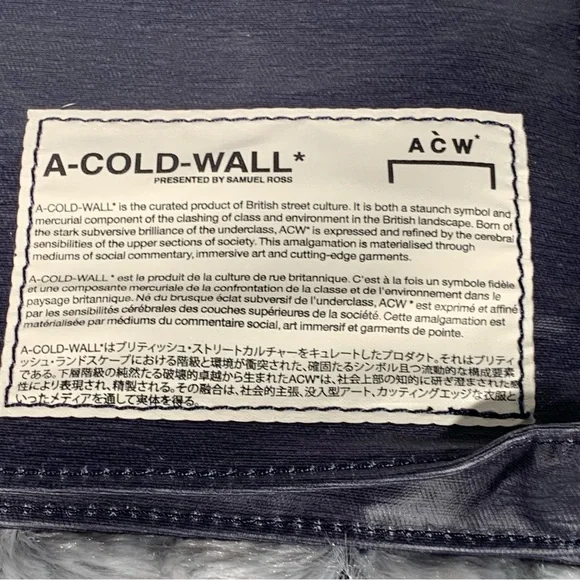 A-COLD-WALL*
PRESENTED BY SAMUEL ROSS
ACW*
A-COLD-WALL* is the curated product of British street culture. It is both a staunch symbol and
mercurial component of the clashing of class and environment in the British landscape. Born of
the stark subversive brilliance of the underclass, ACW* is expressed and refined by the cerebral
sensibilities of the upper sections of society. This amalgamation is materialised through
mediums of social commentary, immersive art and cutting-edge garments.
A-COLD-WALL* est le produit de la culture de rue britannique. C'est à la fois un symbole fidèle
et une composante mercuriale de la confrontation de la classe et de l'environnement dans le
paysage britannique. Né du brusque éclat subversif de l'underclass, ACW* est exprimé et affiné
par les sensibilités cérébrales des couches supérieures de la société. Cette amalgamation est
matérialisée par médiums du commentaire social, art immersif et garments de pointe.
A-COLD-WALL*はブリティッシュ・ストリートカルチャーをキュレートしたプロダクト。それはブリティ
ッシュ・ランドスケープにおける階級と環境が衝突された、確固たるシンボル且つ流動的な構成要素
である。下層階級の純然たる破壊的卓越から生まれたACW*は、社会上部の知的に研ぎ澄まされた感
性により表現され、精製される。その融合は、社会的主張、没入型アート、カッティングエッジな衣服と
いったメディアを通して実体を得る。